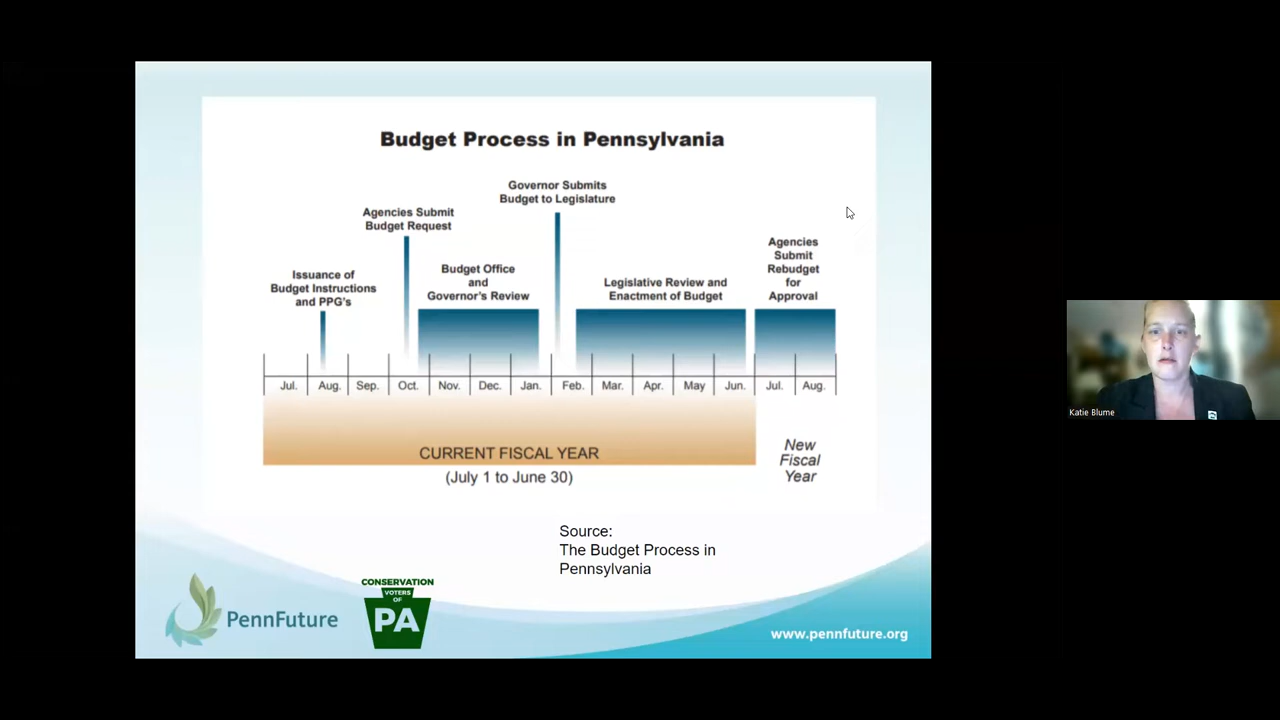 Budget Process in Pennsylvania
Governor Submits
Budget to Legislature
Agencies Submit
Budget Request
Agencies
Submit
Rebudget
for
Approval
Issuance of
Budget Instructions
and PPG's
Budget Office
and
Governor's Review
Legislative Review and
Enactment of Budget
Jul. Aug. Sep. Oct. Nov. Dec. Jan. Feb. Mar. Apr. May Jun. Jul. Aug.
CURRENT FISCAL YEAR
(July 1 to June 30)
New
Fiscal
Year
Source:
The Budget Process in
Pennsylvania
PennFuture
CONSERVATION
VOTERS
OF
PA
www.pennfuture.org
Katie Blume